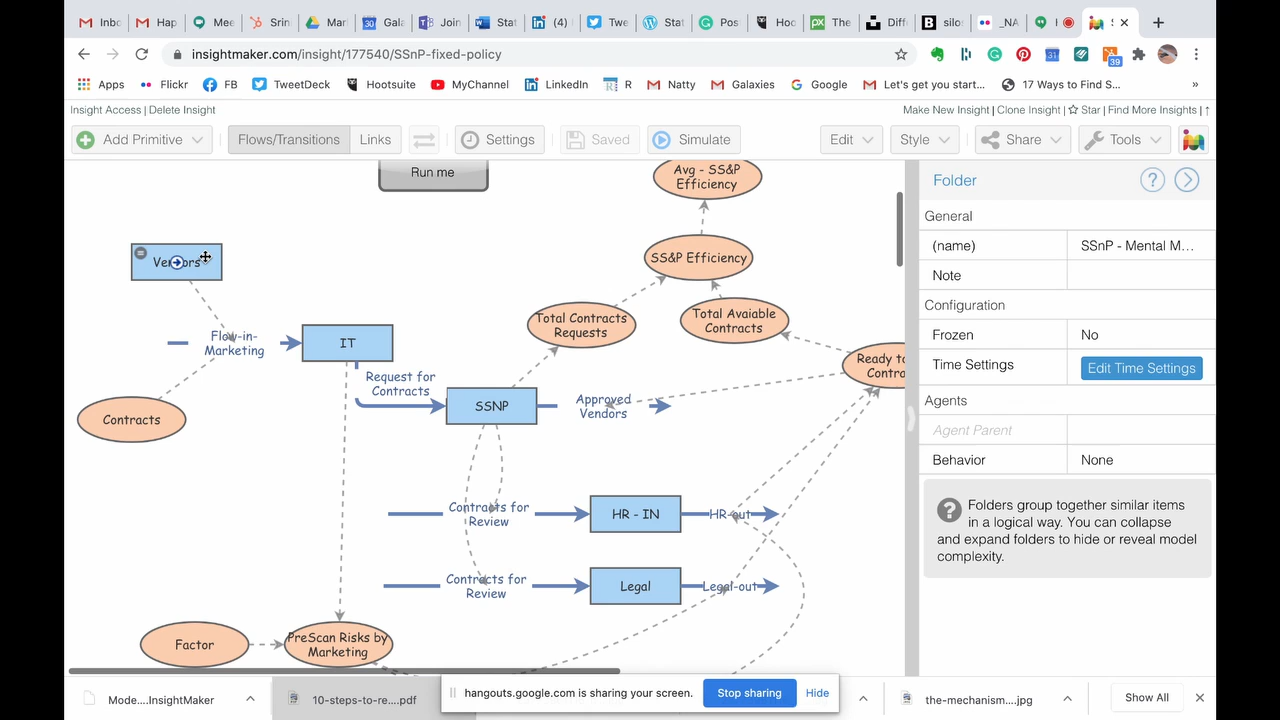 Inbo
Hap
Mee
Srin
Mar
Gala
Join
Stat
(4)
Twe
Stat
Pos
Hoo
The
Diff
silo
_NA
H
insightmaker.com/insight/177540/SSnP-fixed-policy
39
Apps
Flickr
FB
TweetDeck
Hootsuite
MyChannel
LinkedIn
R
Natty
Galaxies
Google
Let's get you start...
17 Ways to Find S...
»
Insight Access | Delete Insight
Make New Insight | Clone Insight | Star | Find More Insights | ↑
Add Primitive
Flows/Transitions
Links
Settings
Saved
Simulate
Edit
Style
Share
Tools
Run me
Avg - SS&P
Efficiency
Vendors
SS&P Efficiency
Total Contracts
Requests
Total Avaiable
Contracts
Flow-in-
Marketing
IT
Ready to
Contra
Request for
Contracts
Contracts
SSNP
Approved
Vendors
Contracts for
Review
HR - IN
HR-out
Contracts for
Review
Legal
Legal-out
Factor
PreScan Risks by
Marketing
Folder
General
(name)
SSnP - Mental M...
Note
Configuration
Frozen
No
Time Settings
Edit Time Settings
Agents
Agent Parent
Behavior
None
Folders group together similar items
in a logical way. You can collapse
and expand folders to hide or reveal model
complexity.
Mode....InsightMaker
10-steps-to-re....pdf
hangouts.google.com is sharing your screen.
Stop sharing
Hide
the-mechanism....jpg
Show All